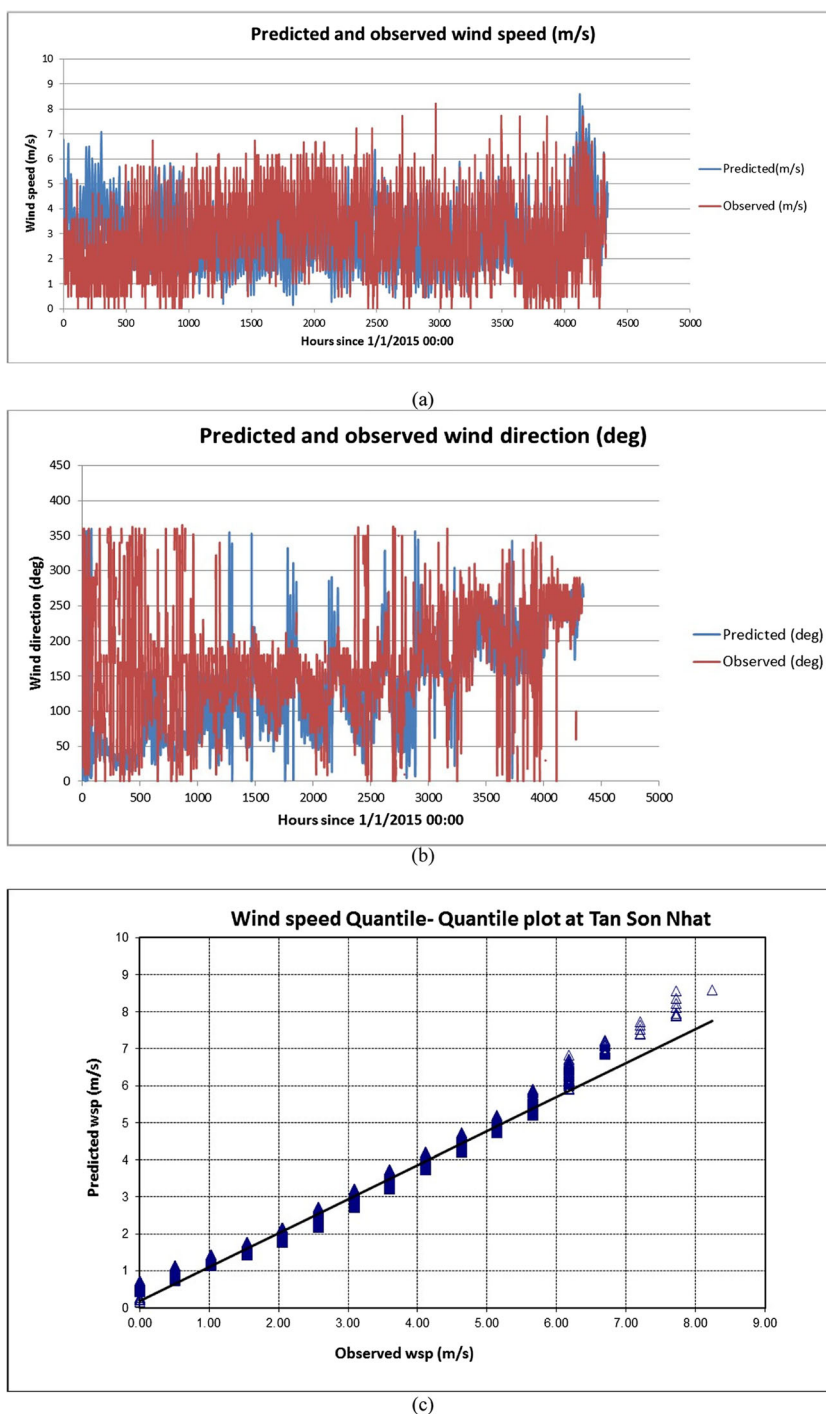 Predicted and observed wind speed (m/s)
10
9
8
7
6
5
4
3
2
1
0
Wind speed (m/s)
0 500 1000 1500 2000 2500 3000 3500 4000 4500 5000
Hours since 1/1/2015 00:00
Predicted(m/s)
Observed (m/s)
(a)
Predicted and observed wind direction (deg)
450
400
350
300
250
200
150
100
50
0
Wind direction (deg)
0 500 1000 1500 2000 2500 3000 3500 4000 4500 5000
Hours since 1/1/2015 00:00
Predicted (deg)
Observed (deg)
(b)
Wind speed Quantile- Quantile plot at Tan Son Nhat
10
9
8
7
6
5
4
3
2
1
0
Predicted wsp (m/s)
0.00 1.00 2.00 3.00 4.00 5.00 6.00 7.00 8.00 9.00
Observed wsp (m/s)
(c)